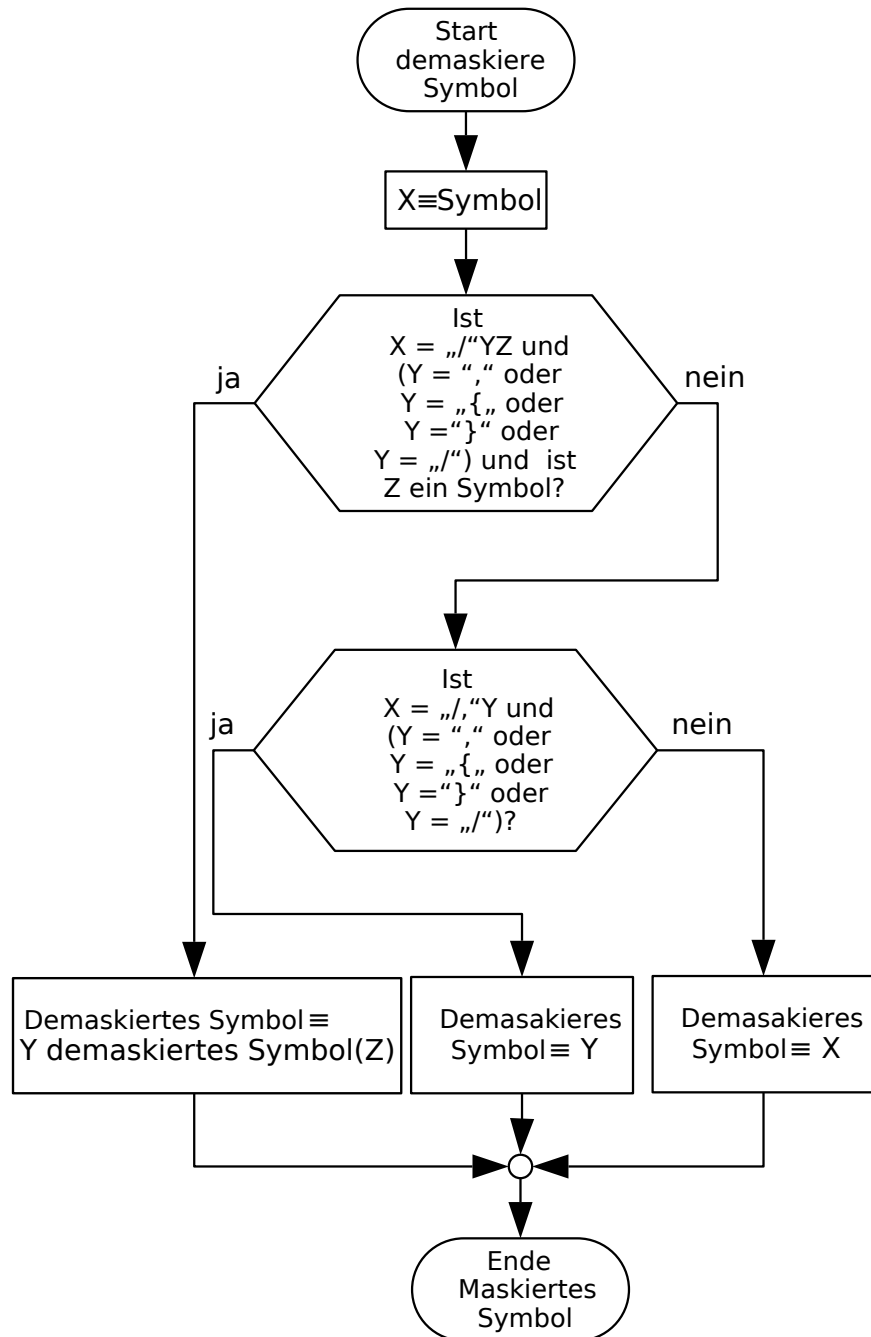 Start
demaskiere
Symbol
X≡Symbol
Ist
X = „/“YZ und
(Y = “,“ oder
Y = „{„ oder
Y =“}“ oder
Y = „/“) und ist
Z ein Symbol?
ja
nein
Ist
X = „/,“Y und
(Y = “,“ oder
Y = „{„ oder
Y =“}“ oder
Y = „/“)?
ja
nein
Demaskiertes Symbol≡
Y demaskiertes Symbol(Z)
Demasakieres
Symbol≡ Y
Demasakieres
Symbol≡ X
Ende
Maskiertes
Symbol